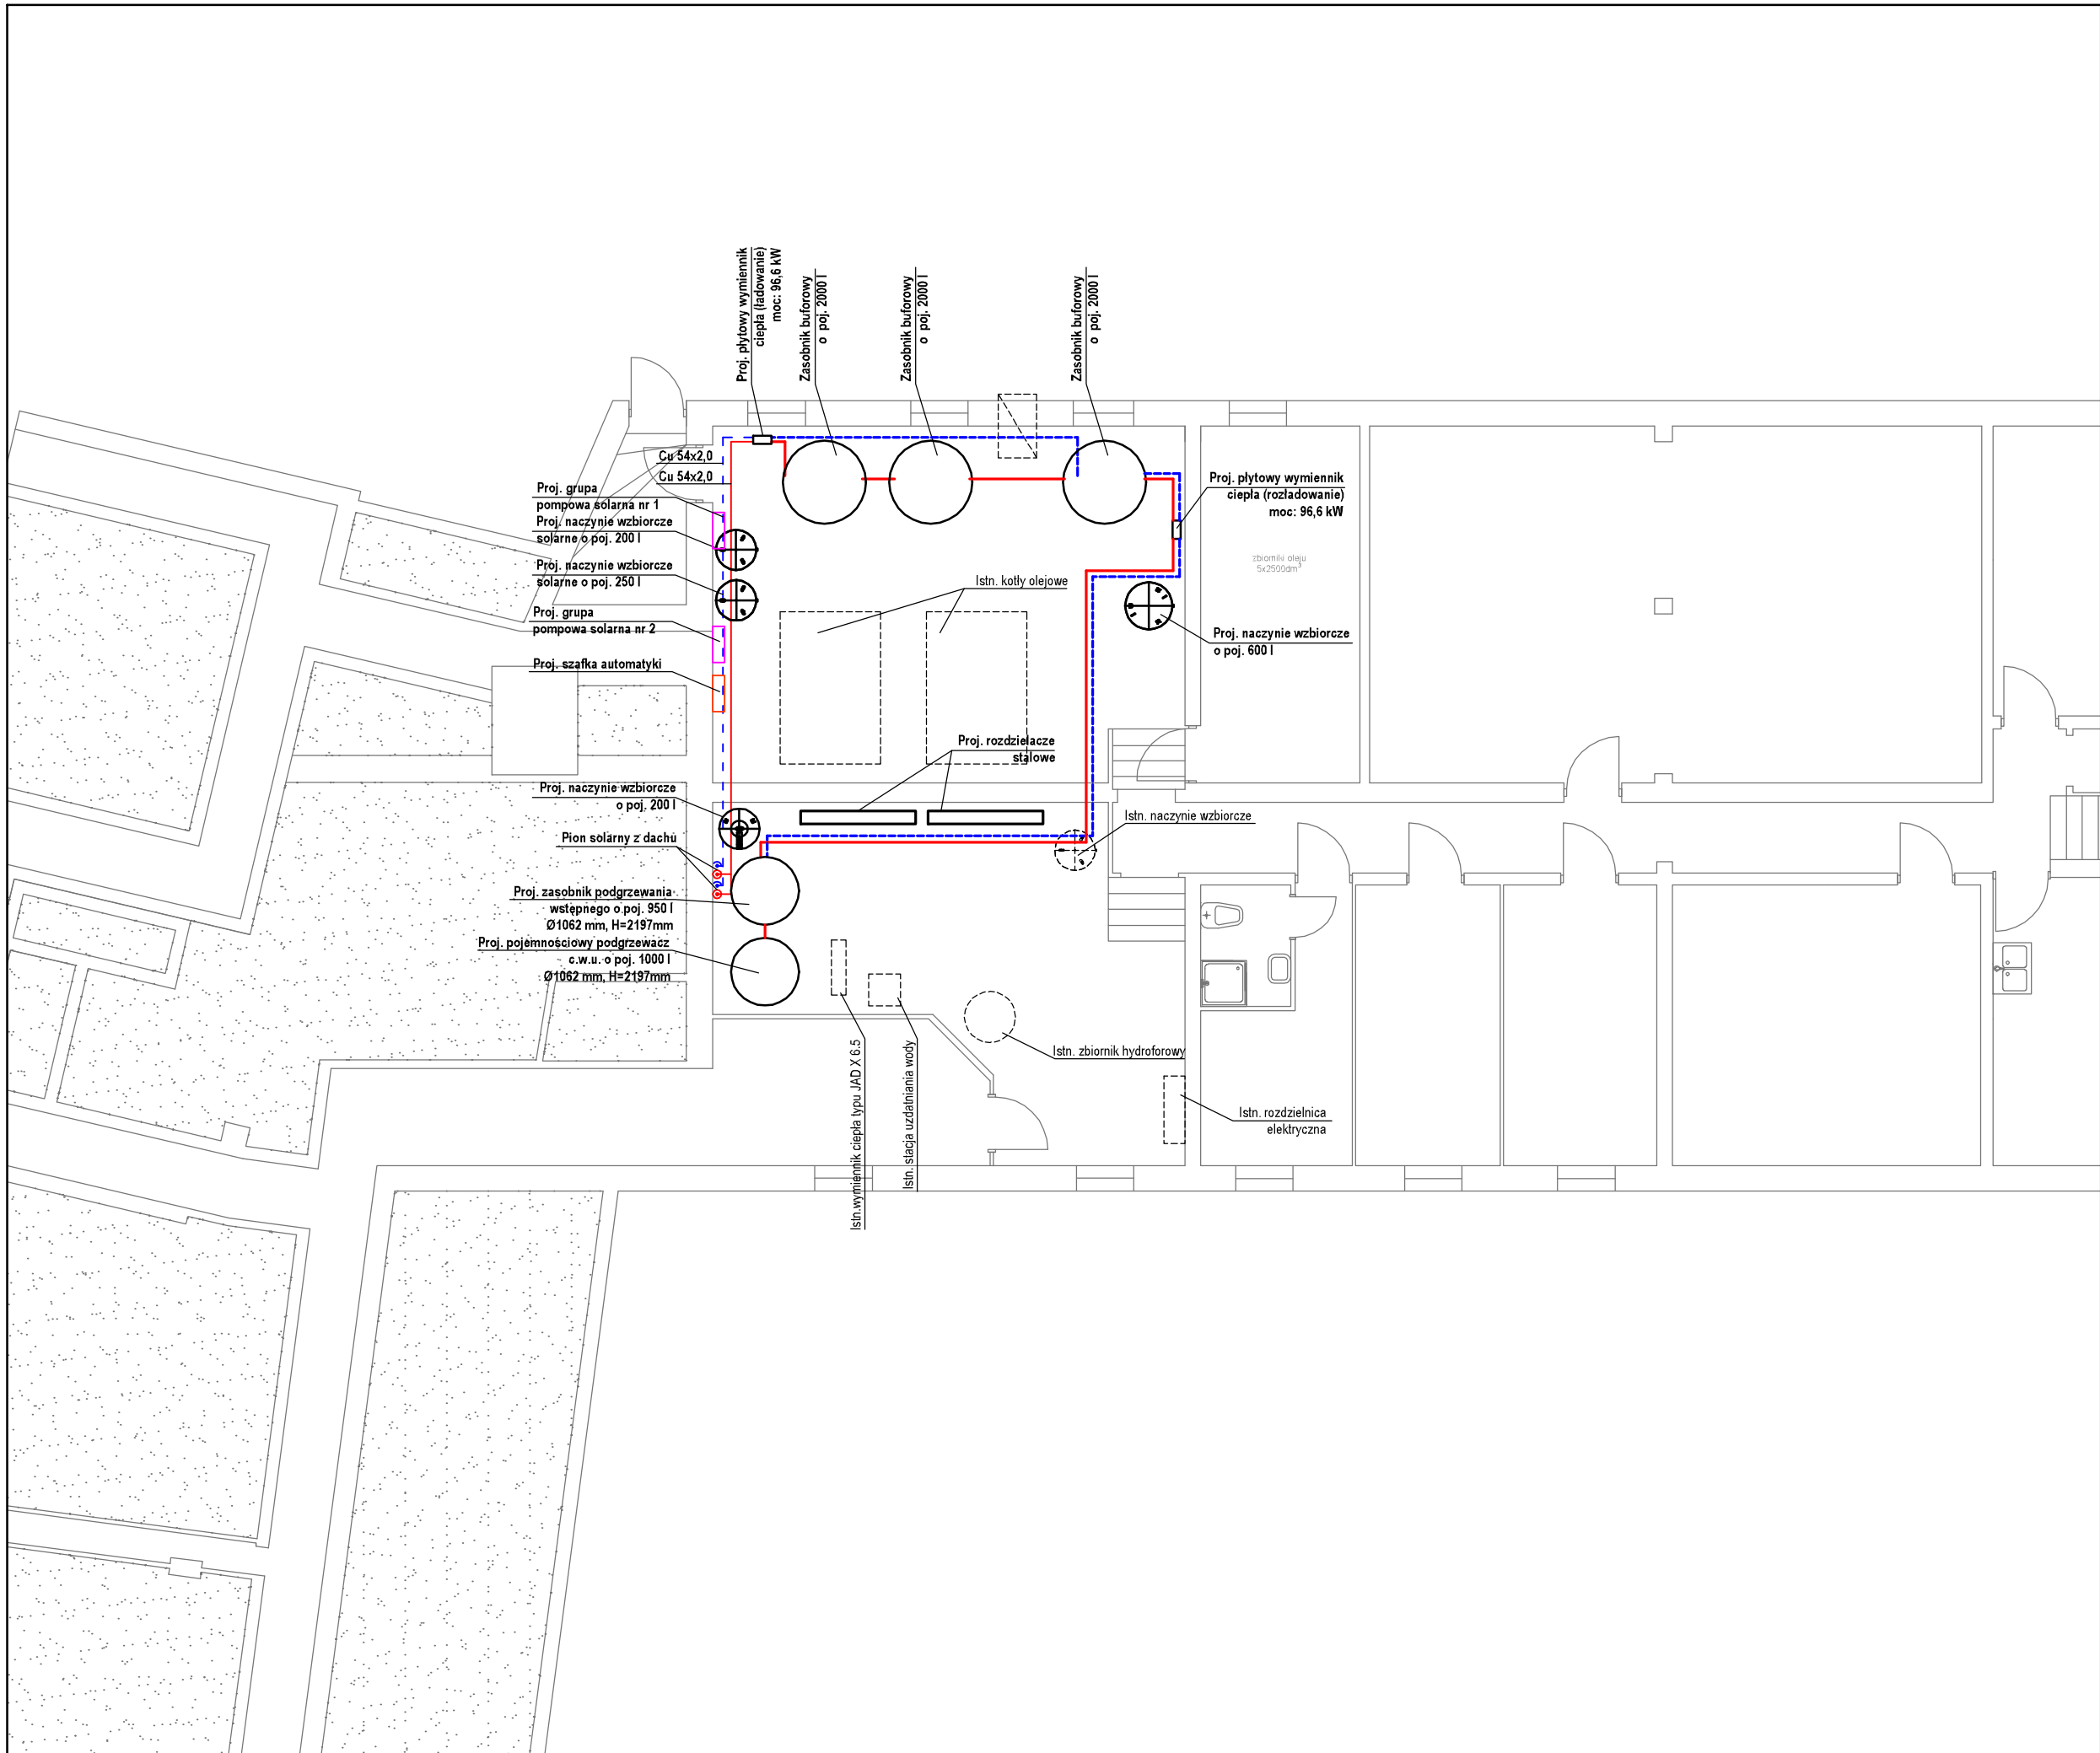 Proj. płytowy wymiennik
ciepła (ładowanie)
moc: 96,6 kW
Zasobnik buforowy
o poj. 2000 l
Zasobnik buforowy
o poj. 2000 l
Zasobnik buforowy
o poj. 2000 l
Cu 54x2,0
Cu 54x2,0
Proj. grupa
pompowa solarna nr 1
Proj. naczynie wzbiorcze
solarne o poj. 200 l
Proj. naczynie wzbiorcze
solarne o poj. 250 l
Proj. grupa
pompowa solarna nr 2
Proj. szafka automatyki
Proj. płytowy wymiennik
ciepła (rozładowanie)
moc: 96,6 kW
zbiorniki oleju
5x2500dm³
Istn. kotły olejowe
Proj. naczynie wzbiorcze
o poj. 600 l
Proj. rozdzielacze
stalowe
Proj. naczynie wzbiorcze
o poj. 200 l
Istn. naczynie wzbiorcze
Pion solarny z dachu
Proj. zasobnik podgrzewania
wstępnego o poj. 950 l
Ø1062 mm, H=2197mm
Proj. pojemnościowy podgrzewacz
c.w.u. o poj. 1000 l
Ø1062 mm, H=2197mm
Istn.wymiennik ciepła typu JAD X 6.5
Istn. stacja uzdatniania wody
Istn. zbiornik hydroforowy
Istn. rozdzielnica
elektryczna